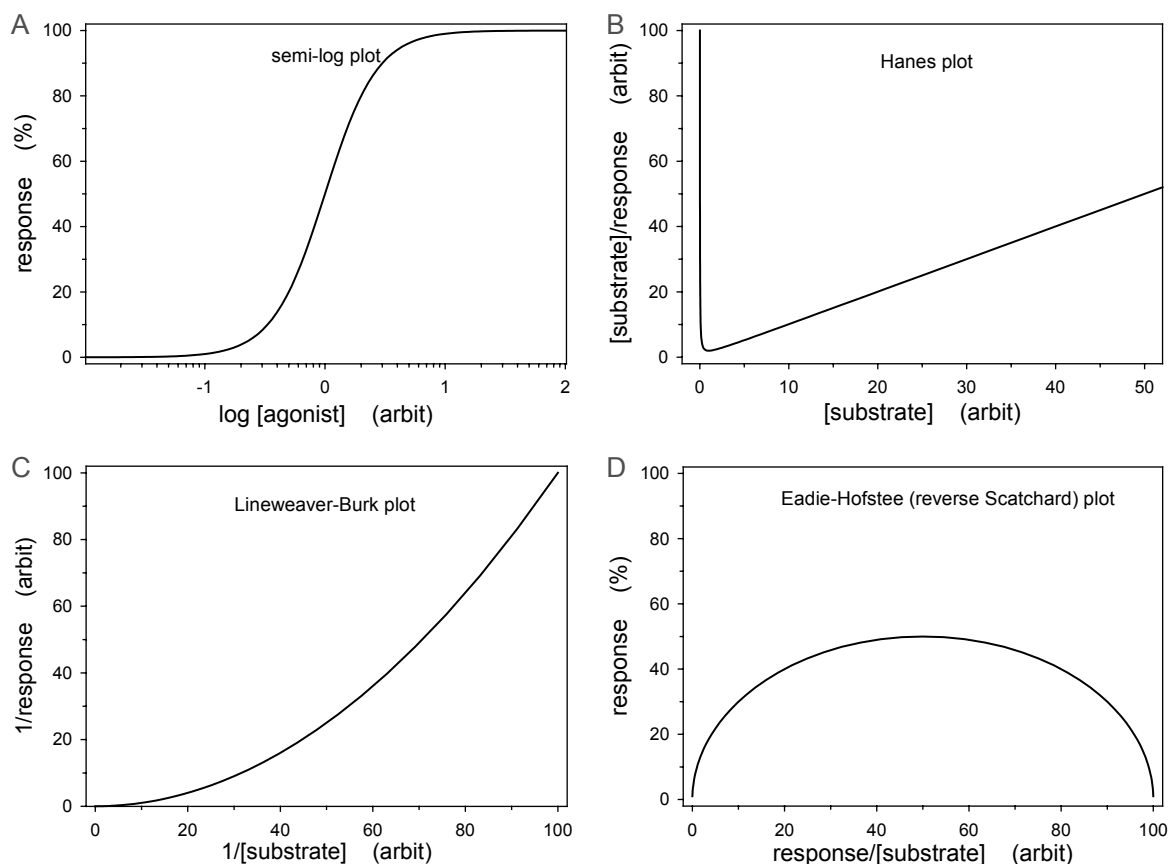 A
semi-log plot
response (%)
100
80
60
40
20
0
-1 0 1 2
log [agonist] (arbit)
B
Hanes plot
[substrate]/response (arbit)
100
80
60
40
20
0
0 10 20 30 40 50
[substrate] (arbit)
C
Lineweaver-Burk plot
1/response (arbit)
100
80
60
40
20
0
0 20 40 60 80 100
1/[substrate] (arbit)
D
Eadie-Hofstee (reverse Scatchard) plot
response (%)
100
80
60
40
20
0
0 20 40 60 80 100
response/[substrate] (arbit)